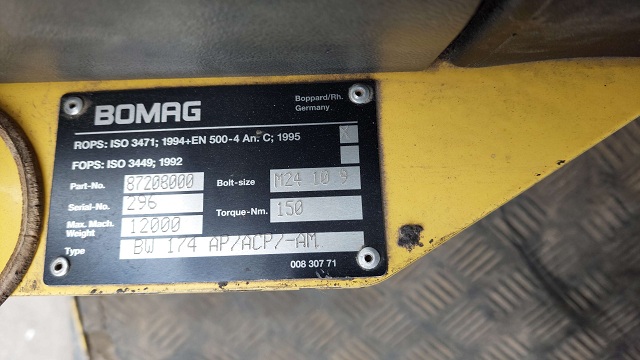 BOMAG
Boppard/Rh.
Germany
ROPS: ISO 3471; 1994+EN 500-4 An. C; 1995 X
FOPS: ISO 3449; 1992
Part-No. 87208000 Bolt-size M24 10 9
Serial-No. 296 Torque-Nm. 150
Max. Mach. Weight 12000
Type BW 174 AP/ACP/-AM
008 307 71